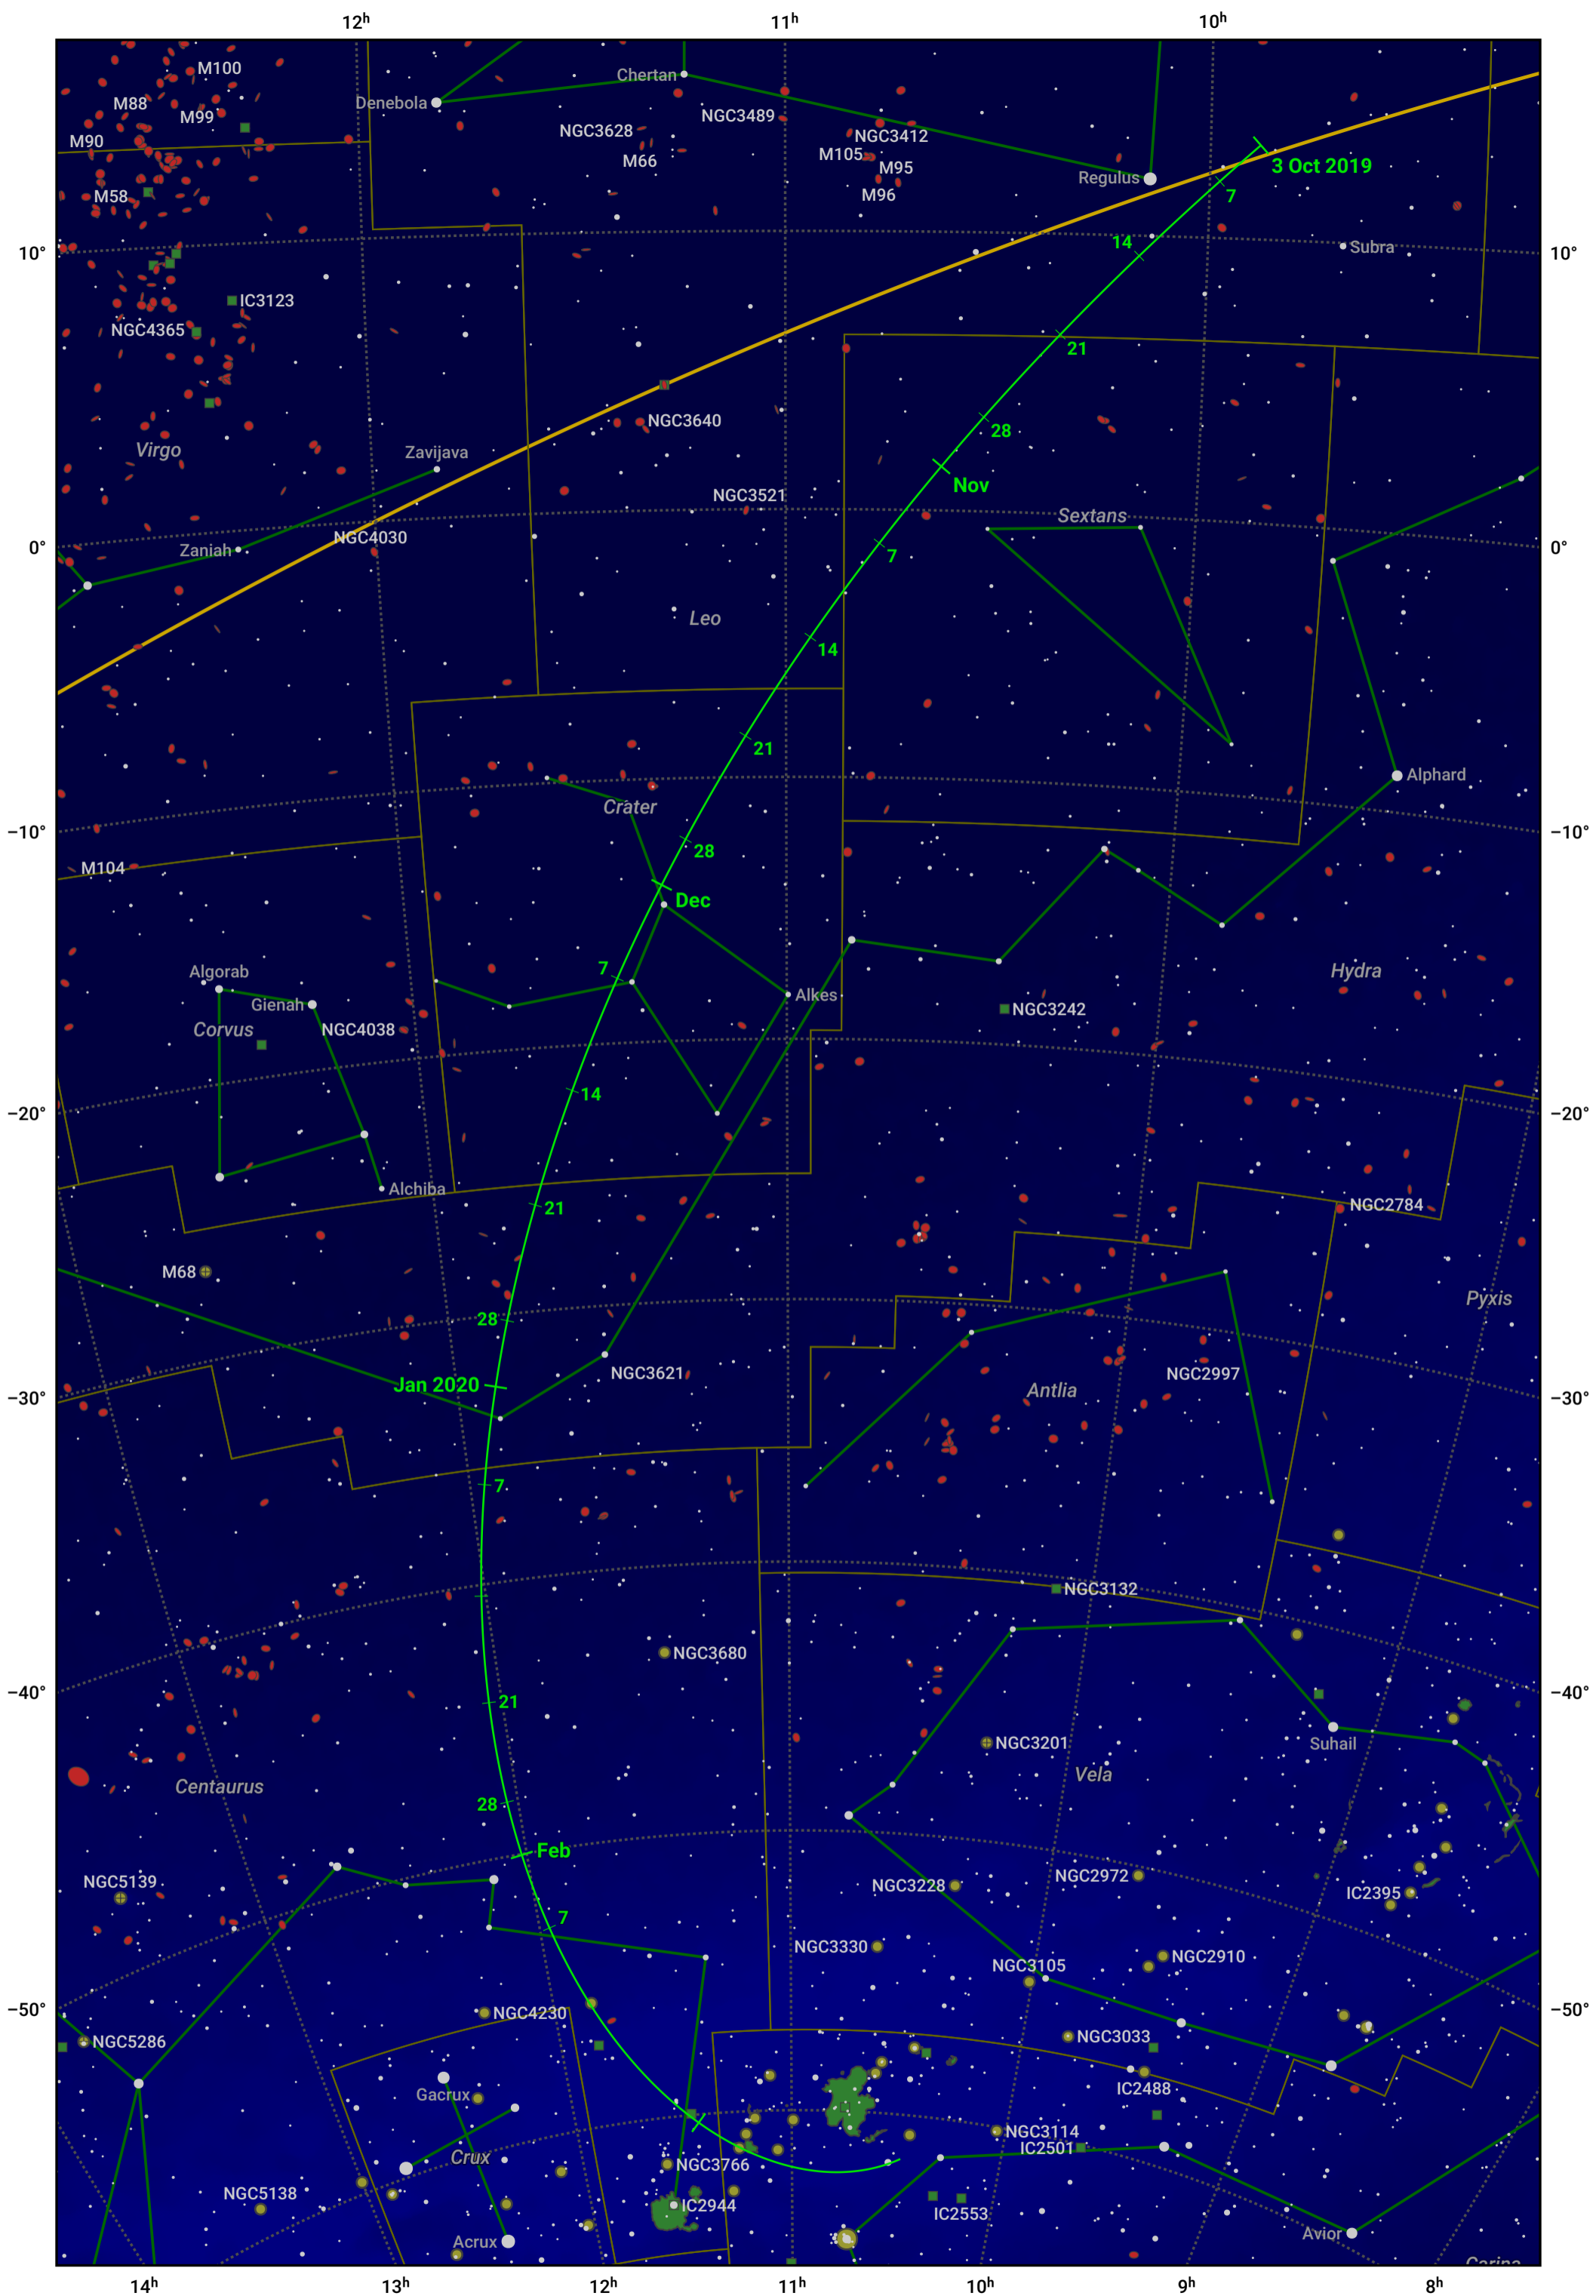 12ʰ 11ʰ 10ʰ
M100
Chertan
M88
Denebola
M99
NGC3489
NGC3628
NGC3412
M90
M105
M66
3 Oct 2019
M95
Regulus
M58
M96
7
14
10°
Subra
10°
IC3123
NGC4365
21
NGC3640
28
Virgo
Zavijava
Nov
NGC3521
Sextans
NGC4030
0°
Zaniah
7
0°
Leo
14
21
Alphard
Crater
−10°
−10°
28
M104
Dec
7
Algorab
Hydra
Alkes
Gienah
Corvus
NGC4038
NGC3242
14
−20°
−20°
Alchiba
21
NGC2784
M68
Pyxis
28
NGC3621
NGC2997
Jan 2020
Antlia
−30°
−30°
7
NGC3132
NGC3680
−40°
−40°
21
NGC3201
Suhail
Vela
Centaurus
28
Feb
NGC2972
NGC5139
NGC3228
IC2395
7
NGC3330
NGC2910
NGC3105
−50°
NGC4230
−50°
NGC5286
NGC3033
IC2488
Gacrux
NGC3114
IC2501
Crux
NGC3766
NGC5138
IC2944
IC2553
Avior
Acrux
Carina
14ʰ 13ʰ 12ʰ 11ʰ 10ʰ 9ʰ 8ʰ